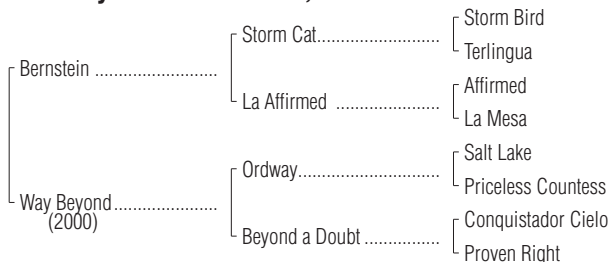 Storm Bird
Storm Cat
Terlingua
Bernstein
Affirmed
La Affirmed
La Mesa
Salt Lake
Ordway
Priceless Countess
Way Beyond
(2000)
Conquistador Cielo
Beyond a Doubt
Proven Right